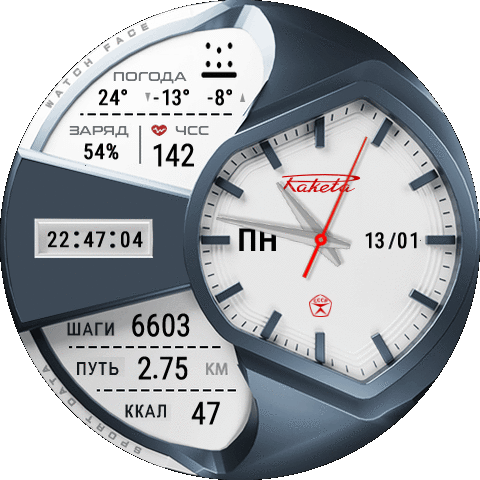 WATCH FACE
ПОГОДА
24° ▼-13° -8°▲
ЗАРЯД ЧСС
54% 142
Raketa
22:47:04
ПН 13/01
СССР
ШАГИ 6603
ПУТЬ 2.75 КМ
ККАЛ 47
SPORT DATA